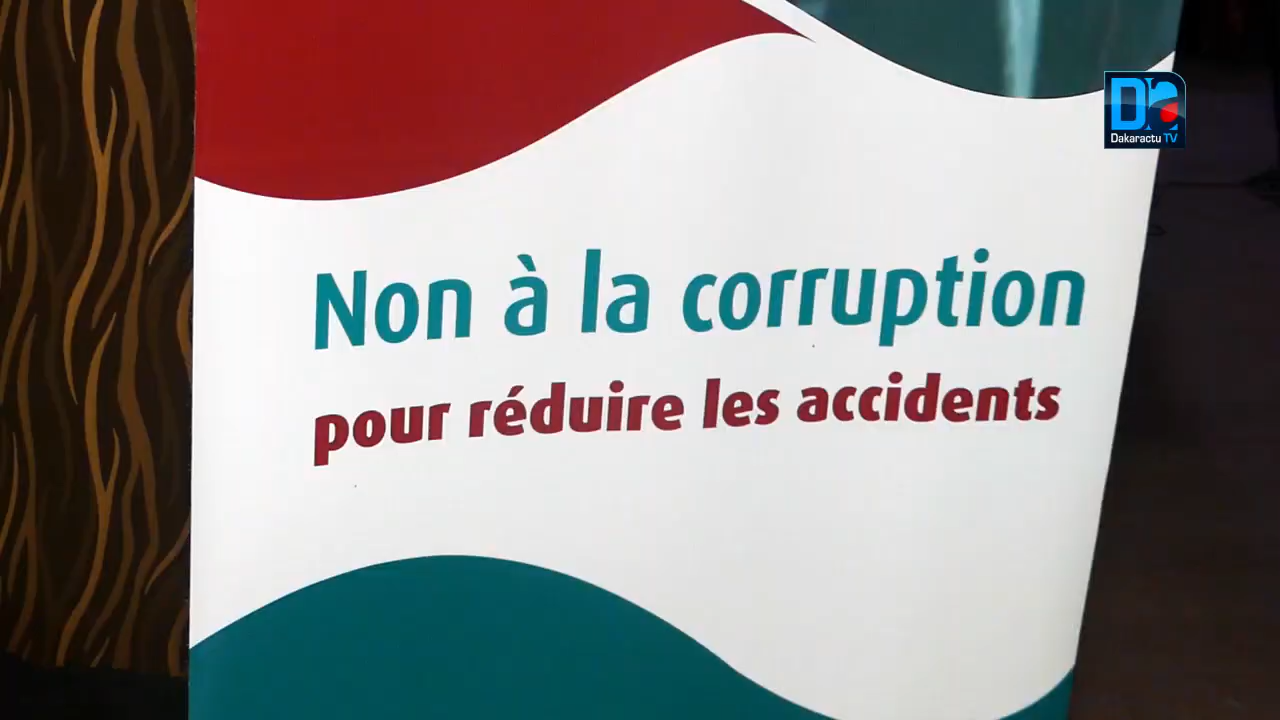 Non à la corruption
pour réduire les accidents
Dakaractu TV